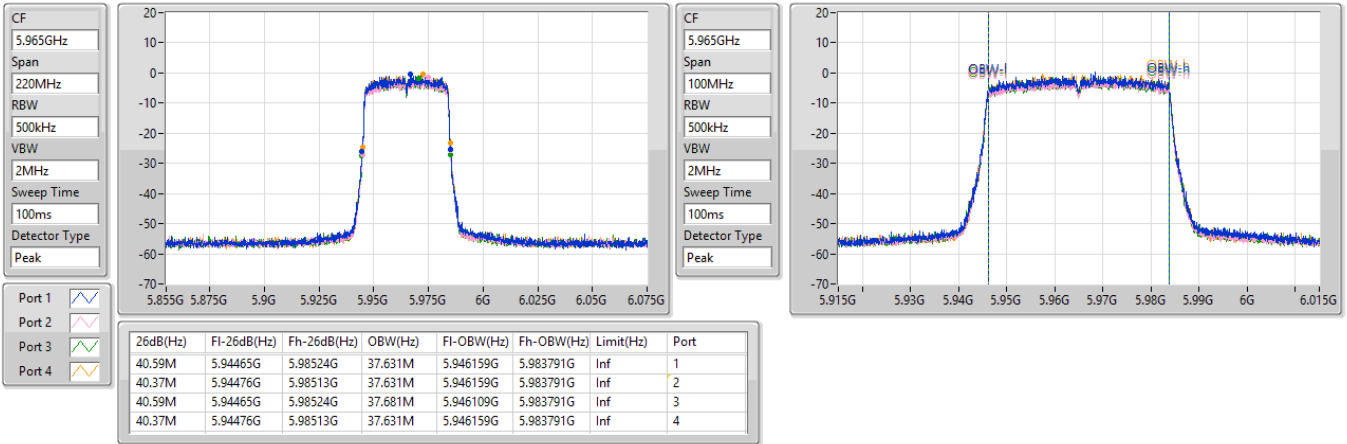 CF
5.965GHz
Span
220MHz
RBW
500kHz
VBW
2MHz
Sweep Time
100ms
Detector Type
Peak
20-
10-
0-
-10-
-20-
-30-
-40-
-50-
-60-
-70-
5.855G 5.875G 5.9G 5.925G 5.95G 5.975G 6G 6.025G 6.05G 6.075G
CF
5.965GHz
Span
100MHz
RBW
500kHz
VBW
2MHz
Sweep Time
100ms
Detector Type
Peak
20-
10-
0-
-10-
-20-
-30-
-40-
-50-
-60-
-70-
OBW-l OBW-h
5.915G 5.93G 5.94G 5.95G 5.96G 5.97G 5.98G 5.99G 6G 6.015G
Port 1
Port 2
Port 3
Port 4
26dB(Hz) Fl-26dB(Hz) Fh-26dB(Hz) OBW(Hz) Fl-OBW(Hz) Fh-OBW(Hz) Limit(Hz) Port
40.59M 5.94465G 5.98524G 37.631M 5.946159G 5.983791G Inf 1
40.37M 5.94476G 5.98513G 37.631M 5.946159G 5.983791G Inf 2
40.59M 5.94465G 5.98524G 37.681M 5.946109G 5.983791G Inf 3
40.37M 5.94476G 5.98513G 37.631M 5.946159G 5.983791G Inf 4